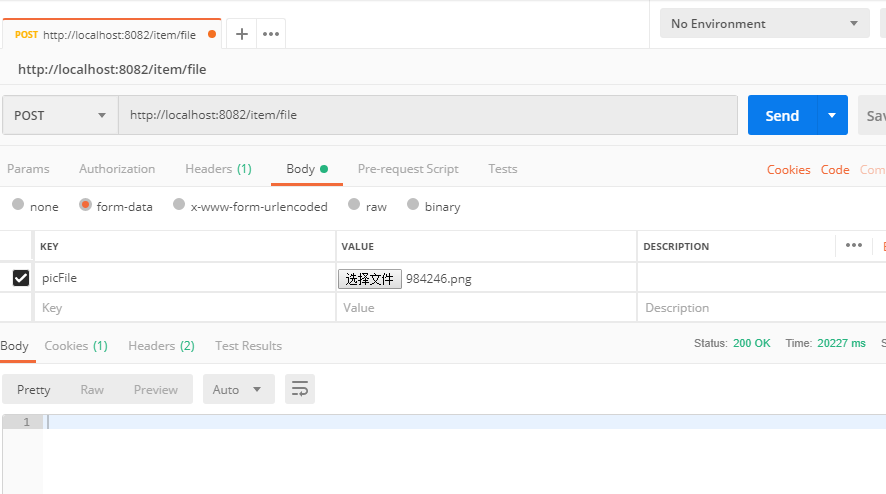 No Environment
POST http://localhost:8082/item/file
http://localhost:8082/item/file
POST http://localhost:8082/item/file Send
Params Authorization Headers (1) Body Pre-request Script Tests Cookies Code
none form-data x-www-form-urlencoded raw binary
KEY VALUE DESCRIPTION
picFile 选择文件 984246.png
Key Value Description
Body Cookies (1) Headers (2) Test Results Status: 200 OK Time: 20227 ms
Pretty Raw Preview Auto
1